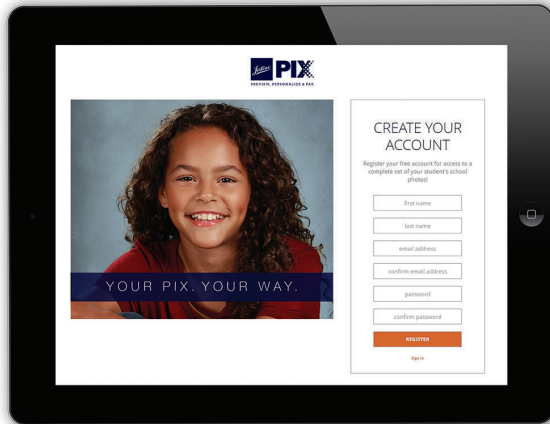 Jostens PIX
PREVIEW, PERSONALIZE & PAY.
YOUR PIX. YOUR WAY.
CREATE YOUR
ACCOUNT
Register your free account for access to a
complete set of your student's school
photos!
first name
last name
email address
confirm email address
password
confirm password
REGISTER
Sign In